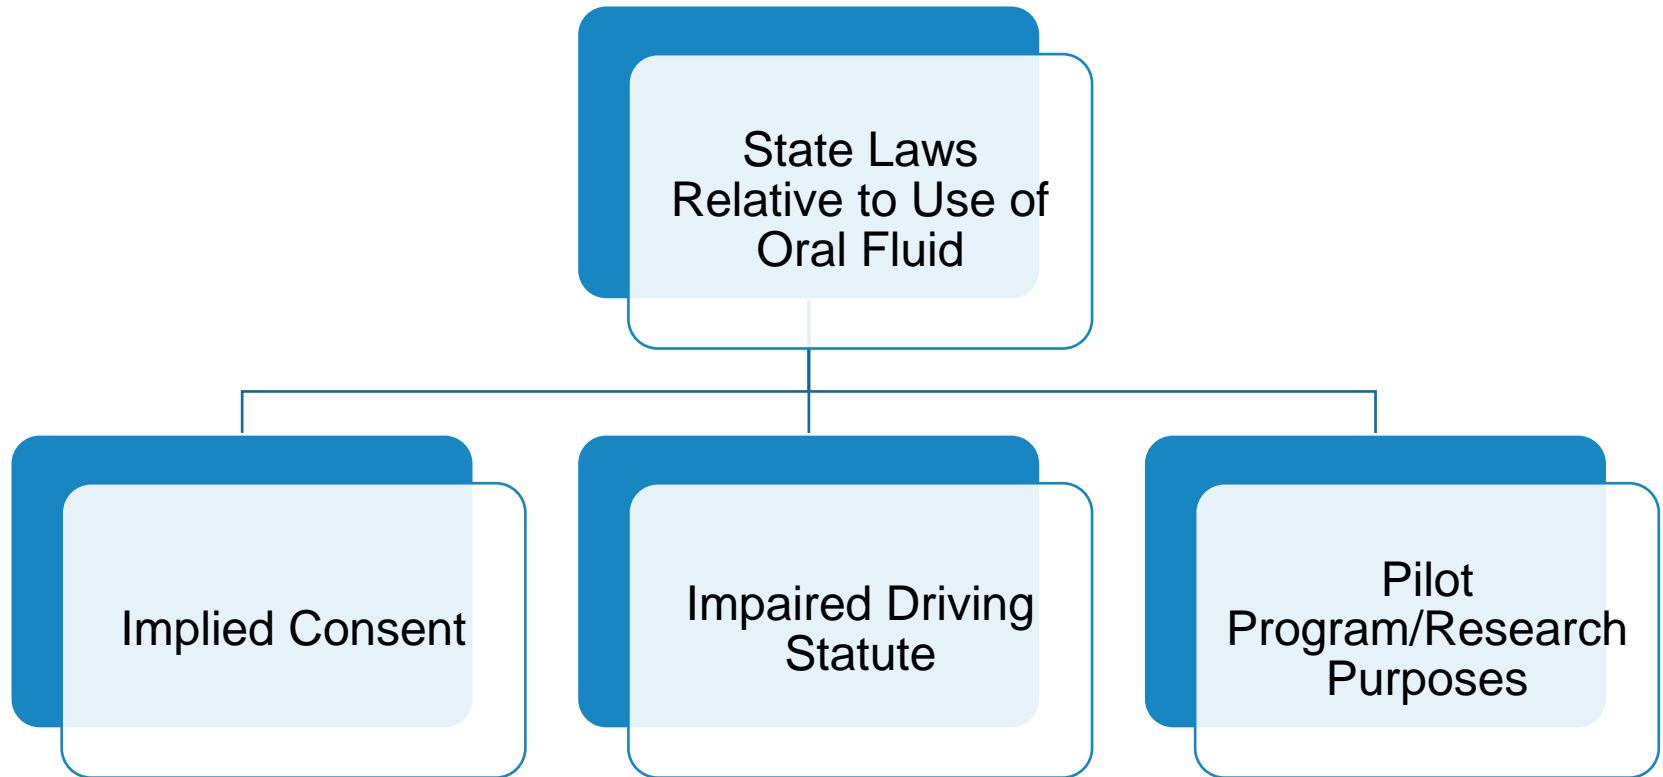 State Laws
Relative to Use of
Oral Fluid
Implied Consent
Impaired Driving
Statute
Pilot
Program/Research
Purposes